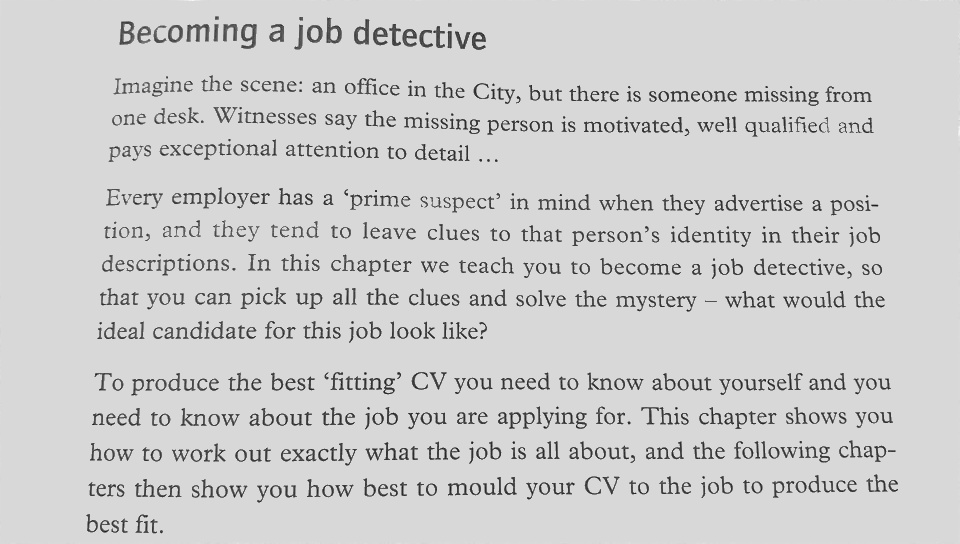 Becoming a job detective
Imagine the scene: an office in the City, but there is someone missing from
one desk. Witnesses say the missing person is motivated, well qualified and
pays exceptional attention to detail …
Every employer has a ‘prime suspect’ in mind when they advertise a posi-
tion, and they tend to leave clues to that person’s identity in their job
descriptions. In this chapter we teach you to become a job detective, so
that you can pick up all the clues and solve the mystery – what would the
ideal candidate for this job look like?
To produce the best ‘fitting’ CV you need to know about yourself and you
need to know about the job you are applying for. This chapter shows you
how to work out exactly what the job is all about, and the following chap-
ters then show you how best to mould your CV to the job to produce the
best fit.